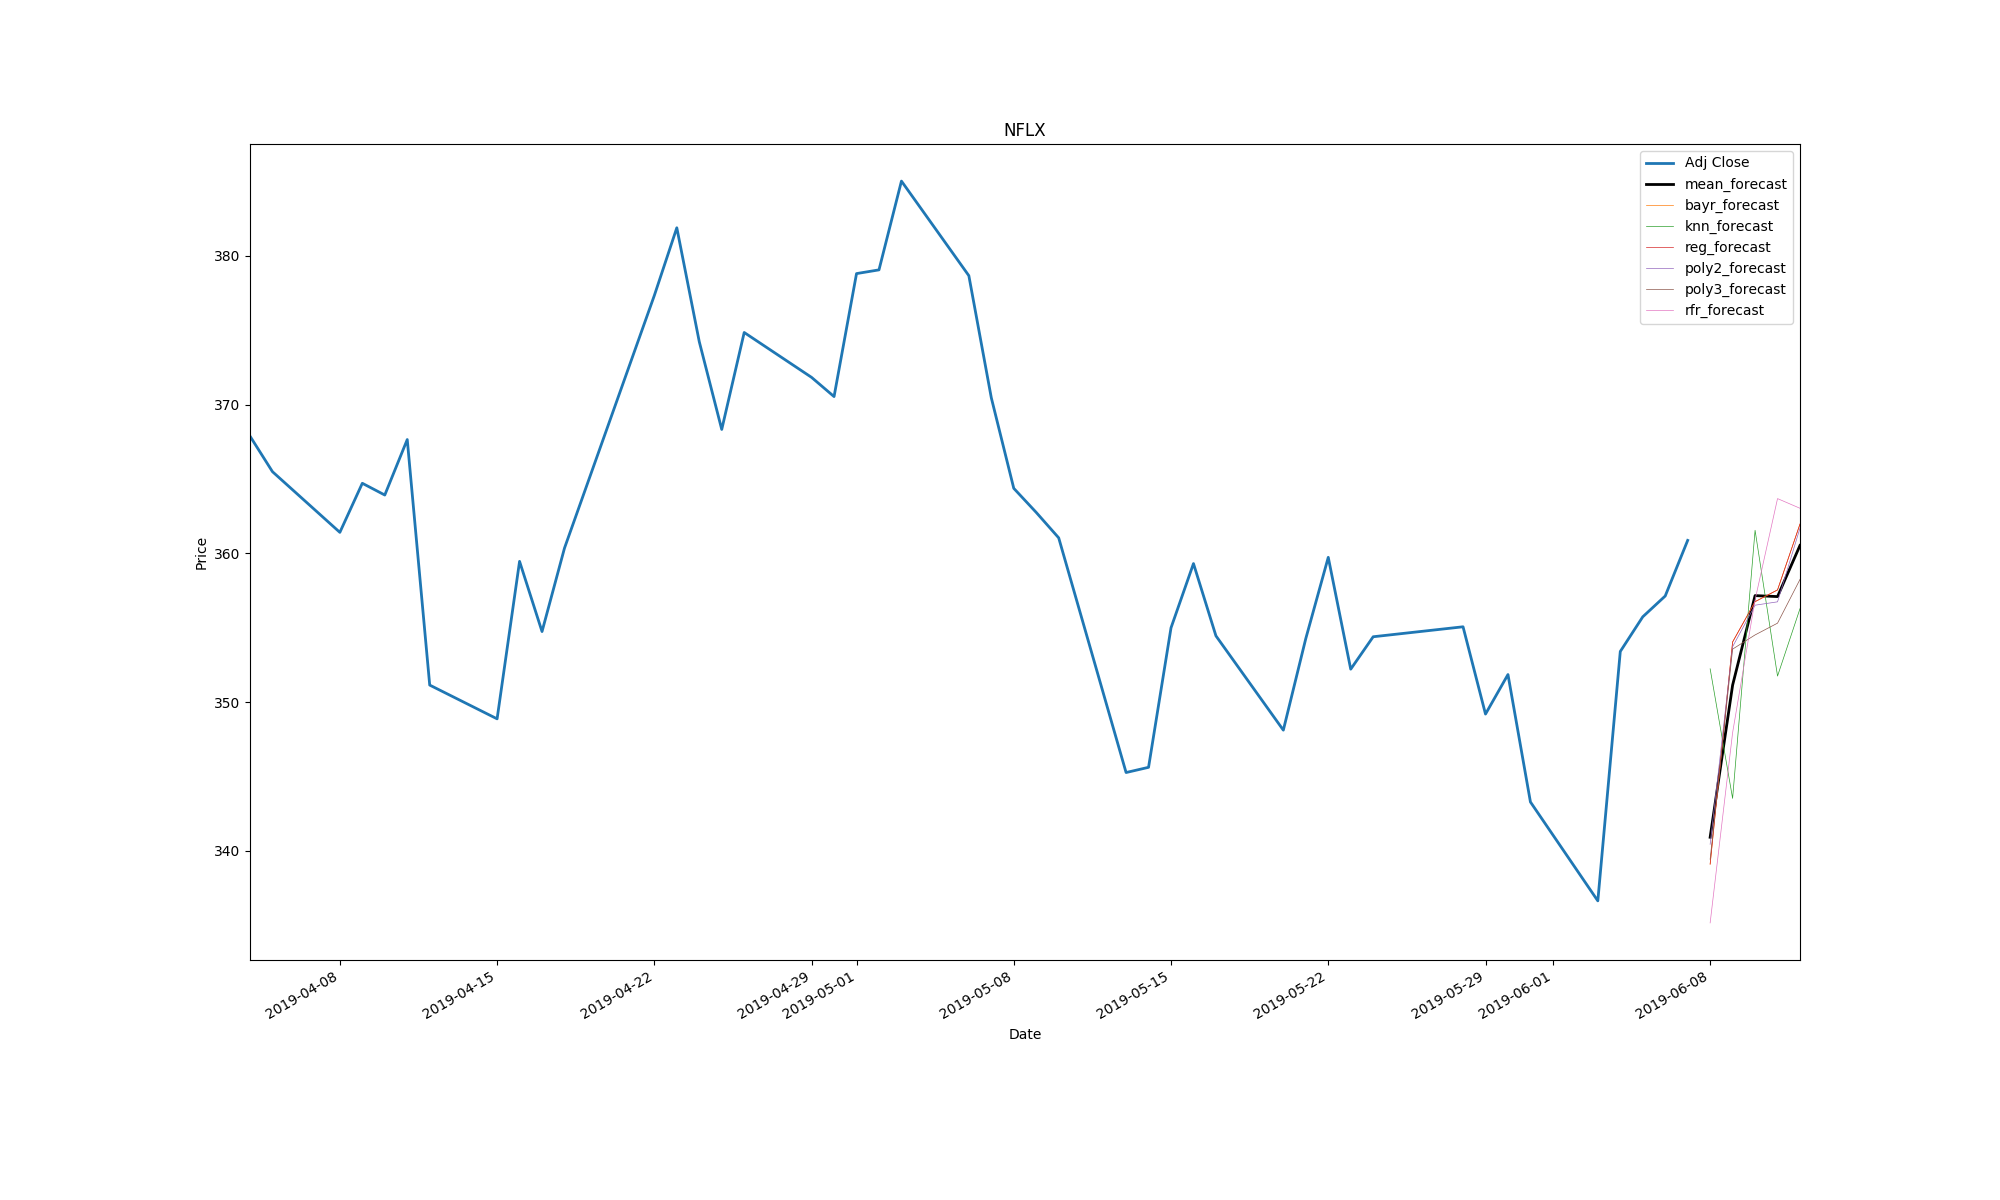 NFLX
Adj Close
mean_forecast
bayr_forecast
knn_forecast
reg_forecast
poly2_forecast
poly3_forecast
rfr_forecast
380
370
360
350
340
Price
2019-04-08
2019-04-15
2019-04-22
2019-04-29
2019-05-01
2019-05-08
2019-05-15
2019-05-22
2019-05-29
2019-06-01
2019-06-08
Date